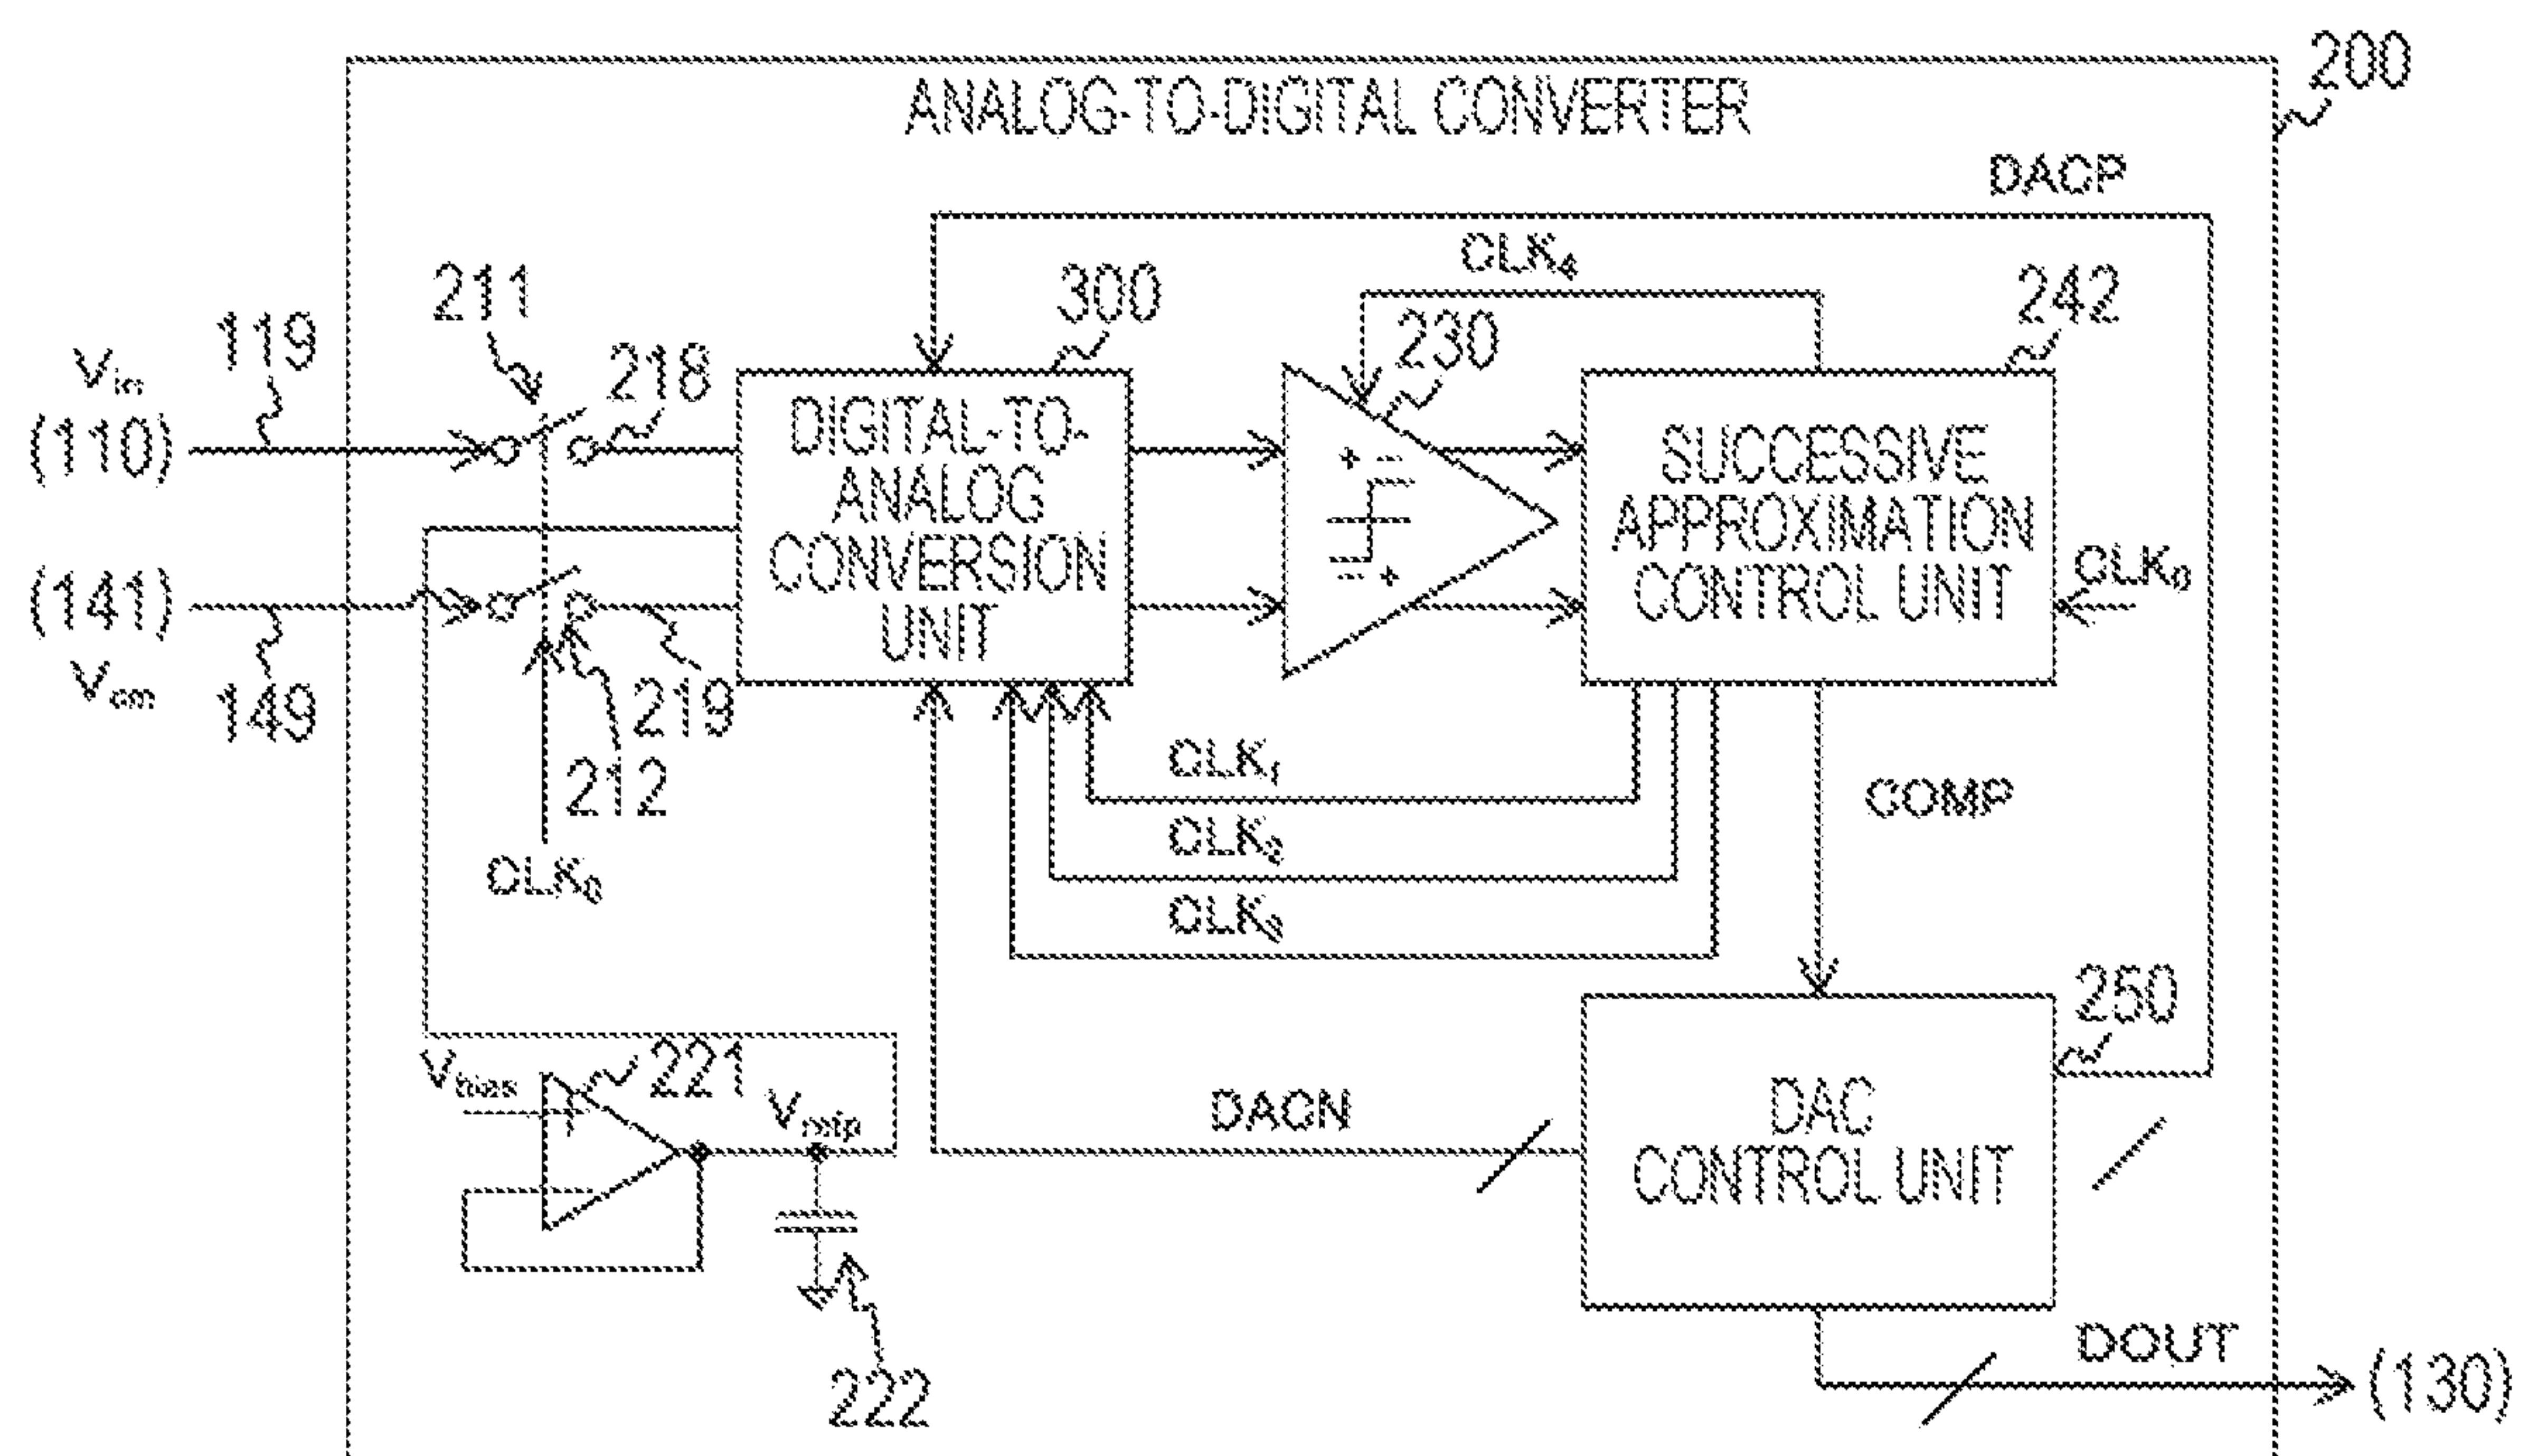 200
ANALOG-TO-DIGITAL CONVERTER
DACP
CLK4
211
300
242
119
230
Vin
218
(110)
DIGITAL-TO-
ANALOG
CONVERSION
UNIT
+ -
- +
SUCCESSIVE
APPROXIMATION
CONTROL UNIT
CLK0
(141)
Vcm
149
219
212
CLK0
CLK1
CLK2
CLK3
COMP
250
Vbias
221
DACN
DAC
CONTROL UNIT
222
DOUT
(130)